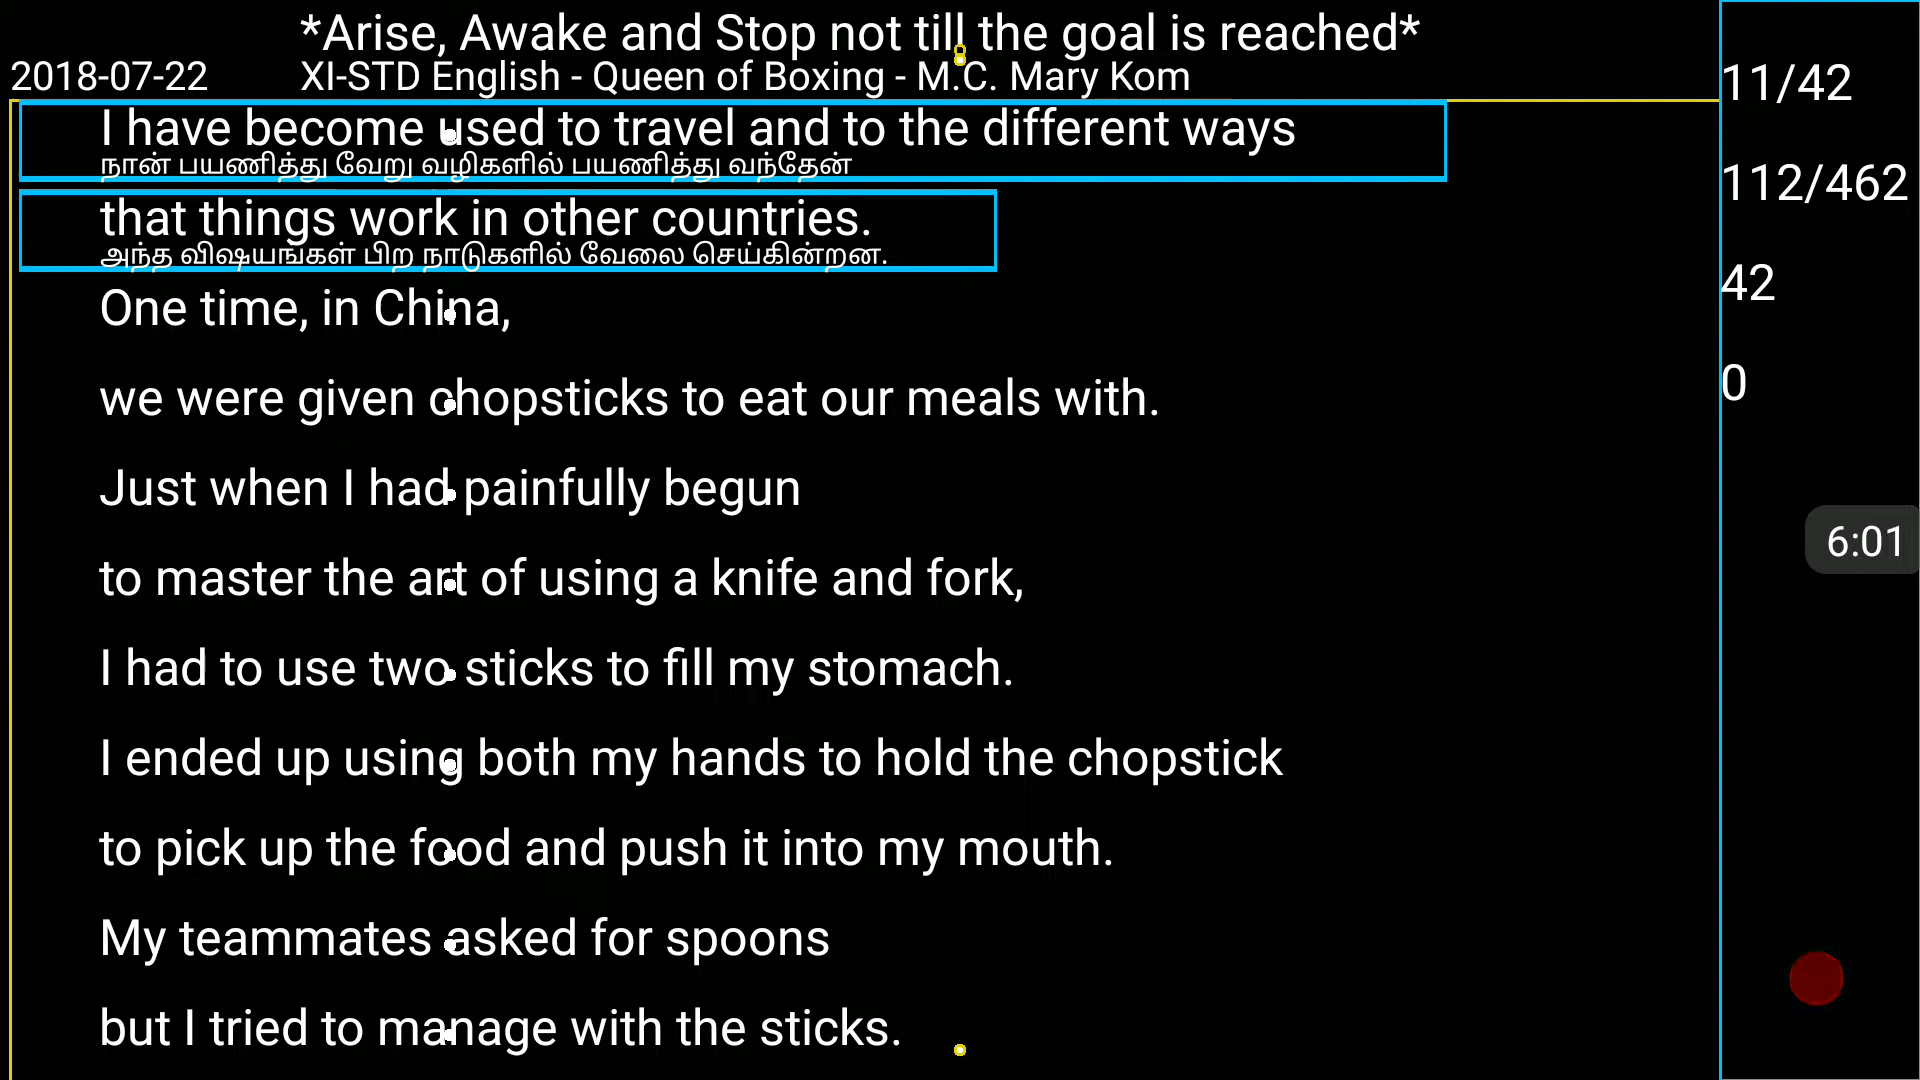 *Arise, Awake and Stop not till the goal is reached*
2018-07-22 XI-STD English - Queen of Boxing - M.C. Mary Kom
11/42
I have become used to travel and to the different ways
நான் பயணித்து வேறு வழிகளில் பயணித்து வந்தேன்
112/462
that things work in other countries.
அந்த விஷயங்கள் பிற நாடுகளில் வேலை செய்கின்றன.
42
One time, in China,
0
we were given chopsticks to eat our meals with.
Just when I had painfully begun
6:01
to master the art of using a knife and fork,
I had to use two sticks to fill my stomach.
I ended up using both my hands to hold the chopstick
to pick up the food and push it into my mouth.
My teammates asked for spoons
but I tried to manage with the sticks.